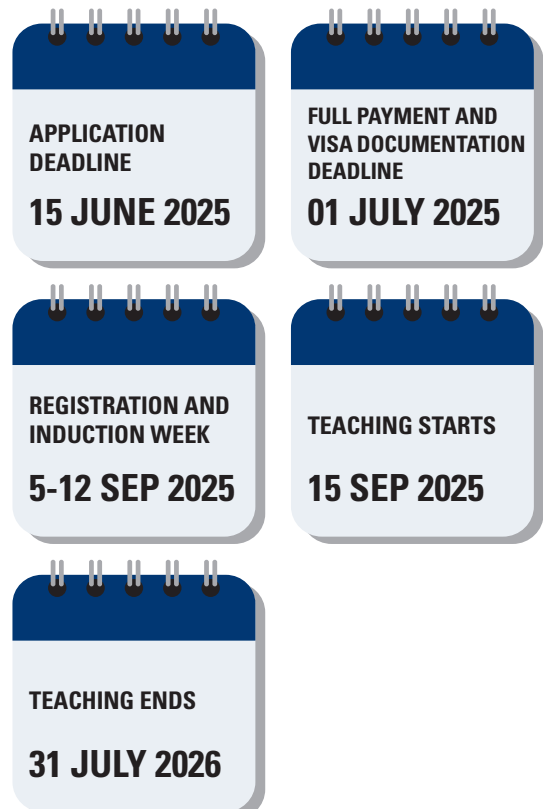 APPLICATION
DEADLINE
15 JUNE 2025
FULL PAYMENT AND
VISA DOCUMENTATION
DEADLINE
01 JULY 2025
REGISTRATION AND
INDUCTION WEEK
5-12 SEP 2025
TEACHING STARTS
15 SEP 2025
TEACHING ENDS
31 JULY 2026